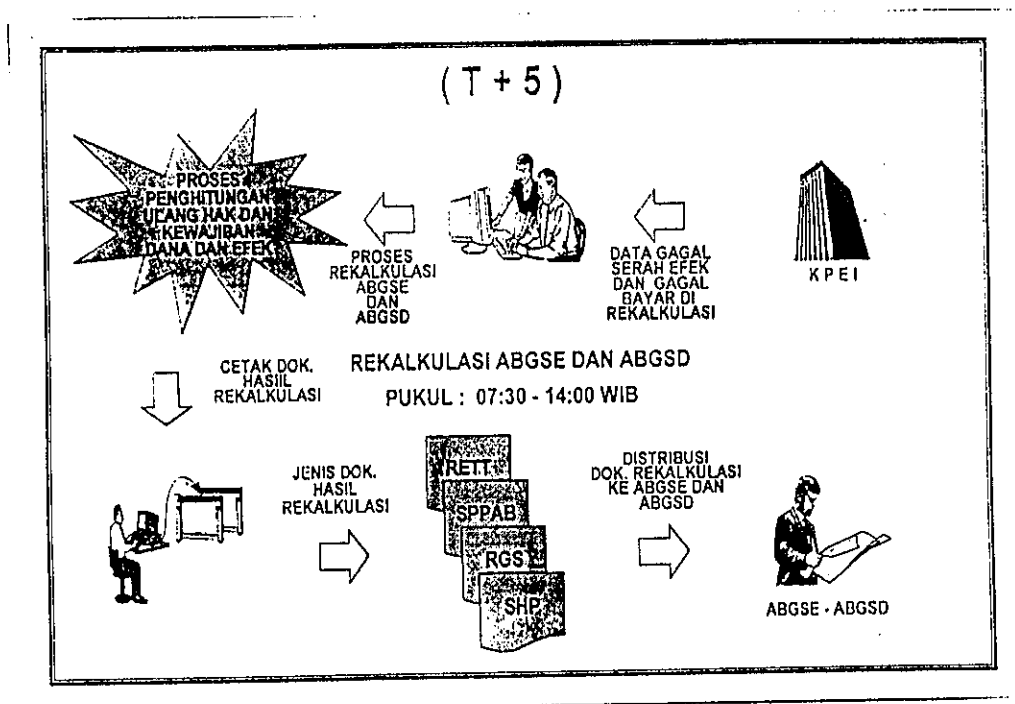 ( T + 5 )
PROSES
PENGHITUNGAN
ULANG HAK DAN
KEWAJIBAN
DANA DAN EFEK
PROSES
REKALKULASI
ABGSE
DAN
ABGSD
DATA GAGAL
SERAH EFEK
DAN GAGAL
BAYAR DI
REKALKULASI
KPEI
CETAK DOK.
HASIIL
REKALKULASI
REKALKULASI ABGSE DAN ABGSD
PUKUL : 07:30 - 14:00 WIB
JENIS DOK.
HASIL
REKALKULASI
RETT
SPPAB
RGS
SHP
DISTRIBUSI
DOK. REKALKULASI
KE ABGSE DAN
ABGSD
ABGSE - ABGSD